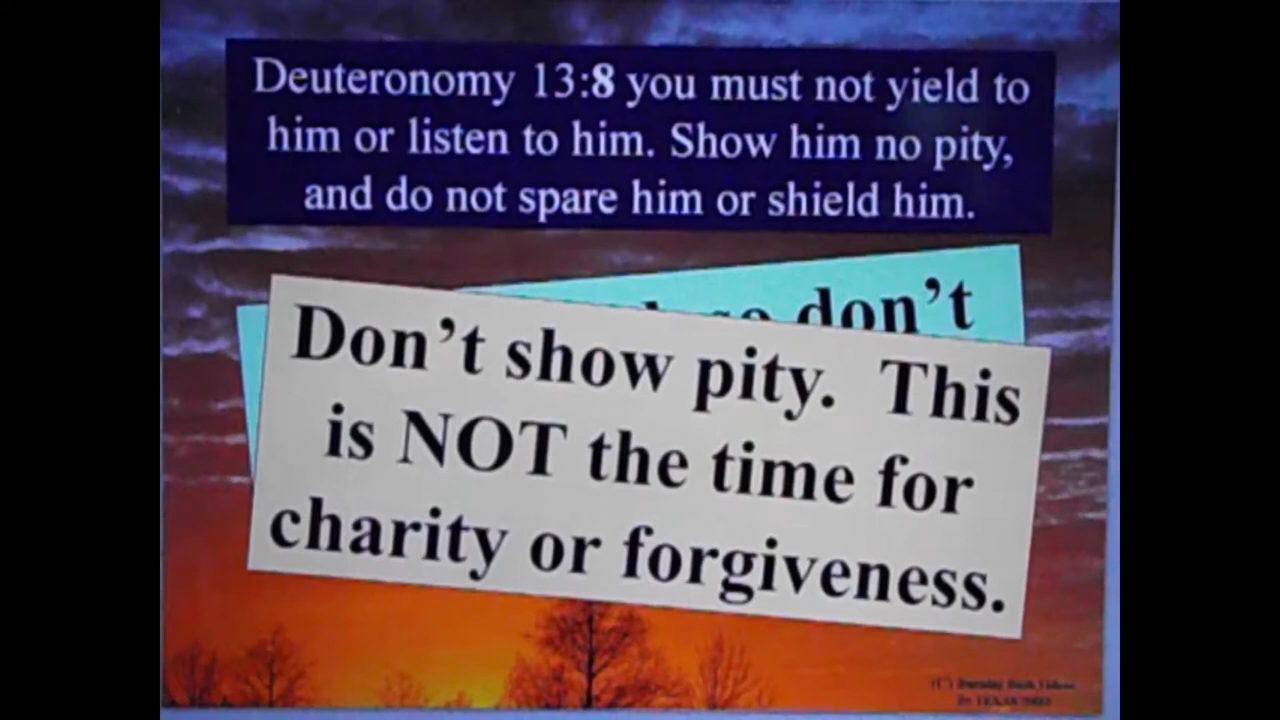 Deuteronomy 13:8 you must not yield to
him or listen to him. Show him no pity,
and do not spare him or shield him.
don't
Don't show pity. This
is NOT the time for
charity or forgiveness.